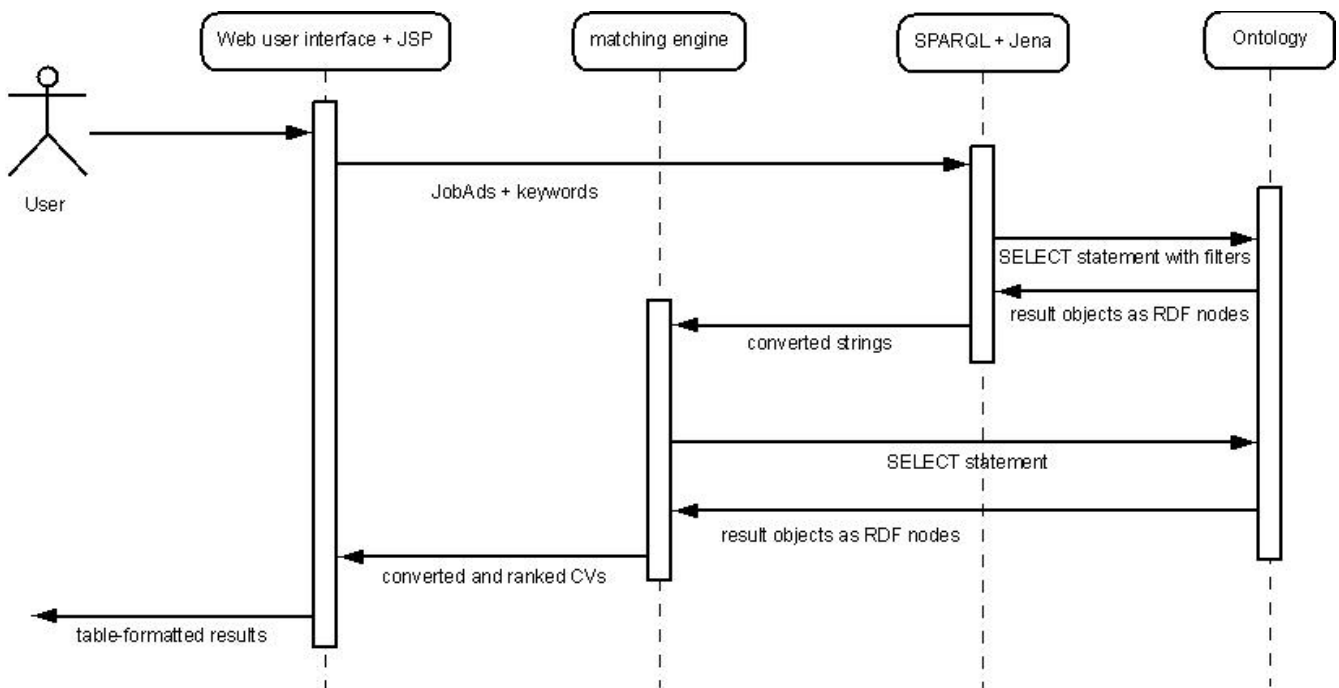 Web user interface + JSP
matching engine
SPARQL + Jena
Ontology
User
JobAds + keywords
SELECT statement with filters
result objects as RDF nodes
converted strings
SELECT statement
result objects as RDF nodes
converted and ranked CVs
table-formatted results